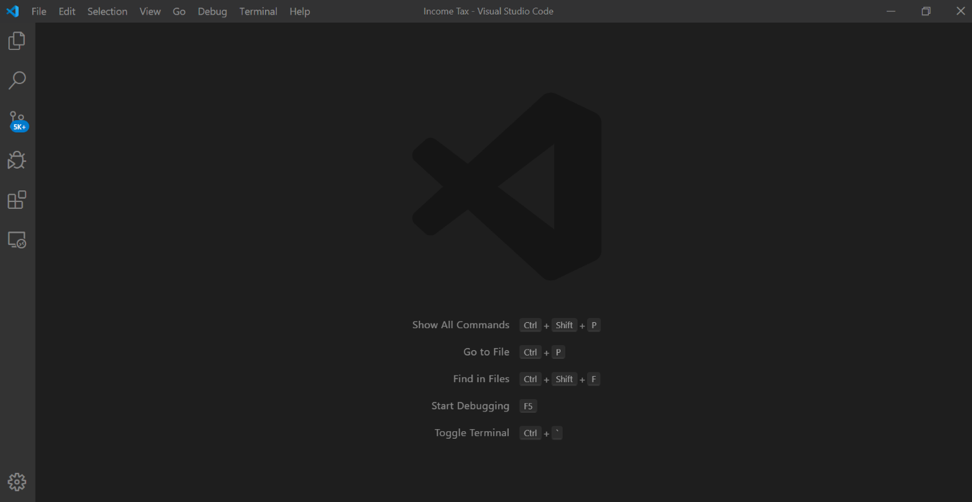 File Edit Selection View Go Debug Terminal Help Income Tax - Visual Studio Code
5K+
Show All Commands Ctrl + Shift + P
Go to File Ctrl + P
Find in Files Ctrl + Shift + F
Start Debugging F5
Toggle Terminal Ctrl + `